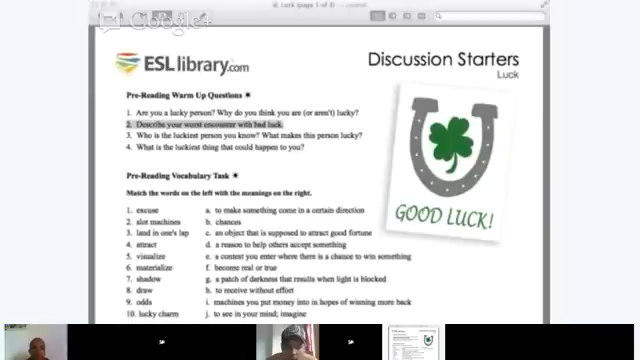 Luck (page 1 of 3)
Google+
ESLlibrary.com
Discussion Starters
Luck
Pre-Reading Warm Up Questions
1. Are you a lucky person? Why do you think you are (or aren't) lucky?
2. Describe your worst encounter with bad luck.
3. Who is the luckiest person you know? What makes this person lucky?
4. What is the luckiest thing that could happen to you?
GOOD LUCK!
Pre-Reading Vocabulary Task
Match the words on the left with the meanings on the right.
1. excuse a. to make something come in a certain direction
2. slot machines b. chances
3. land in one's lap c. an object that is supposed to attract good fortune
4. attract d. a reason to help others accept something
5. visualize e. a contest you enter where there is a chance to win something
6. materialize f. become real or true
7. shadow g. a patch of darkness that results when light is blocked
8. draw h. to receive without effort
9. odds i. machines you put money into in hopes of winning more back
10. lucky charm j. to see in your mind; imagine